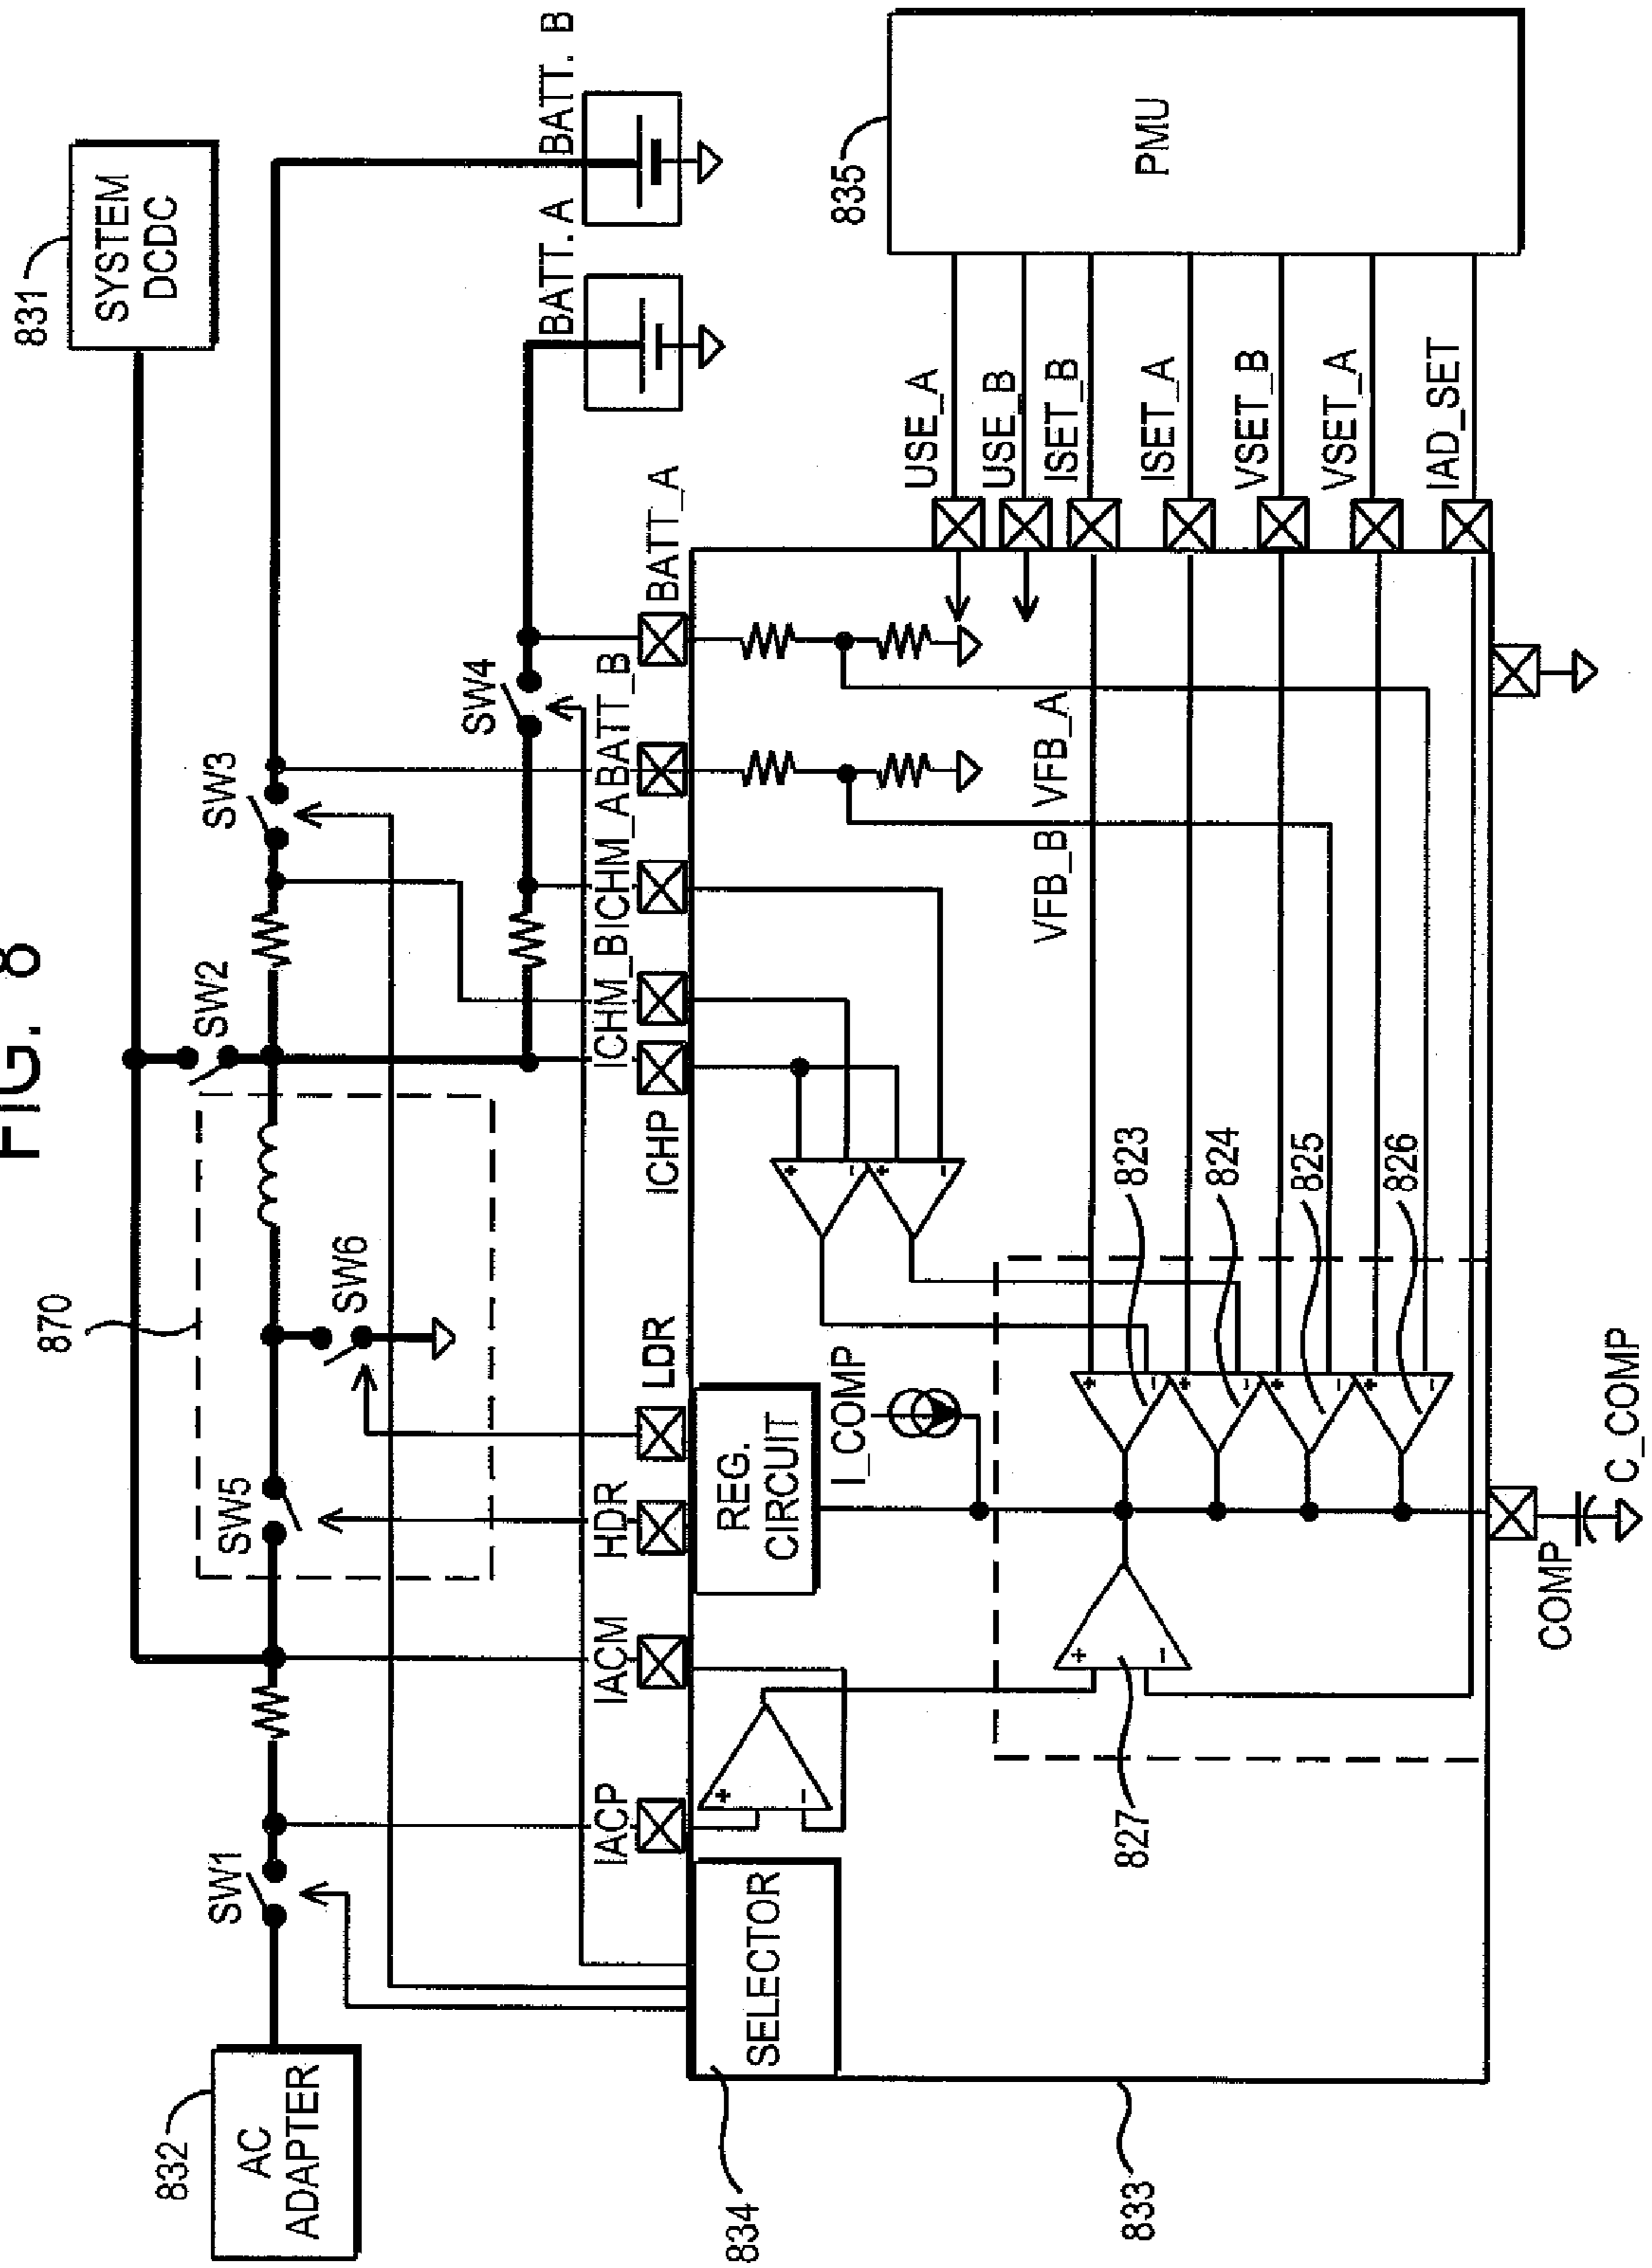 FIG. 8
831
SYSTEM
DCDC
832
AC
ADAPTER
SW1
870
SW5
SW6
SW2
SW3
SW4
BATT. A
BATT. B
IACP
IACM
HDR
LDR
ICHP
ICHM_B
ICHM_A
BATT_B
BATT_A
834
SELECTOR
REG.
CIRCUIT
I_COMP
VFB_B
VFB_A
USE_A
USE_B
ISET_B
ISET_A
VSET_B
VSET_A
IAD_SET
835
PMU
+
-
+
-
+
-
823
824
825
826
+
-
+
-
+
-
+
-
827
+
-
833
COMP
C_COMP